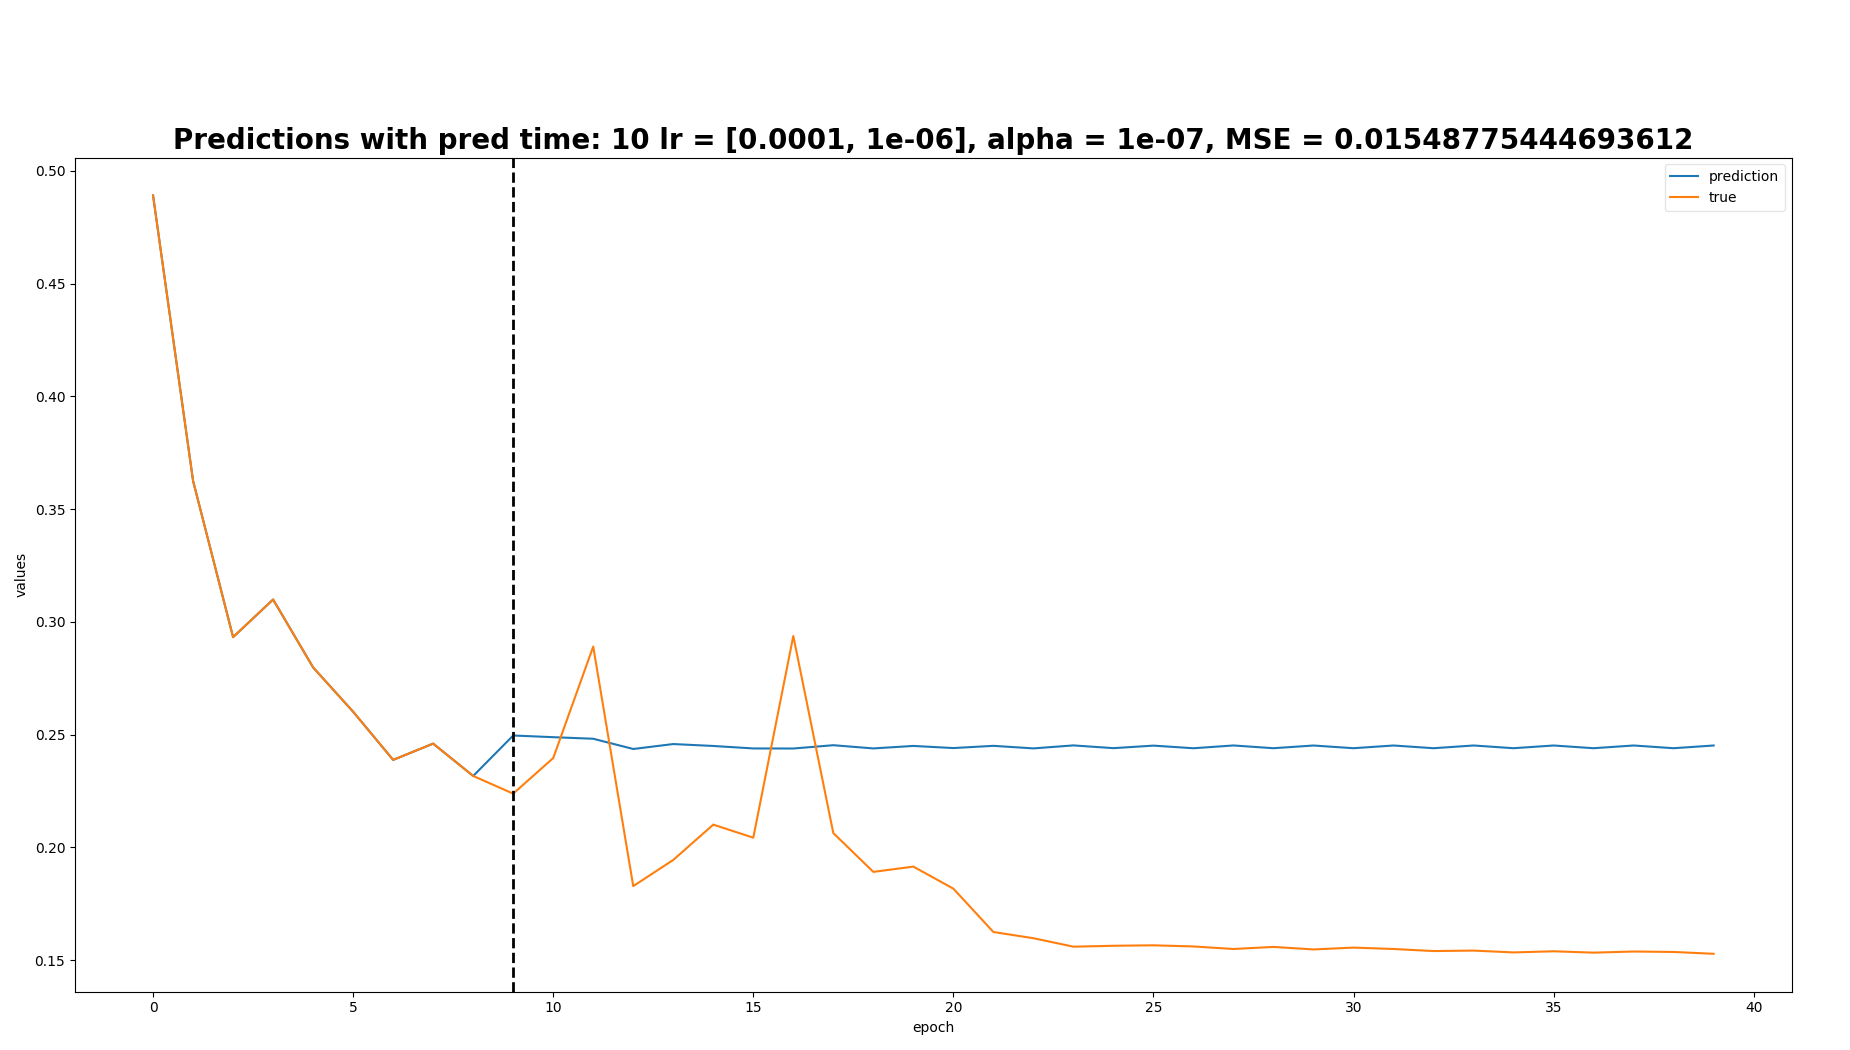 Predictions with pred time: 10 lr = [0.0001, 1e-06], alpha = 1e-07, MSE = 0.01548775444693612
prediction
true
0.50
0.45
0.40
0.35
0.30
0.25
0.20
0.15
values
0 5 10 15 20 25 30 35 40
epoch